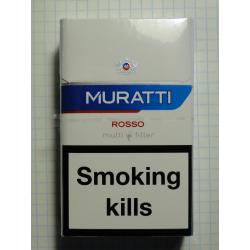 MURATTI
ROSSO
multi filter
Smoking
kills